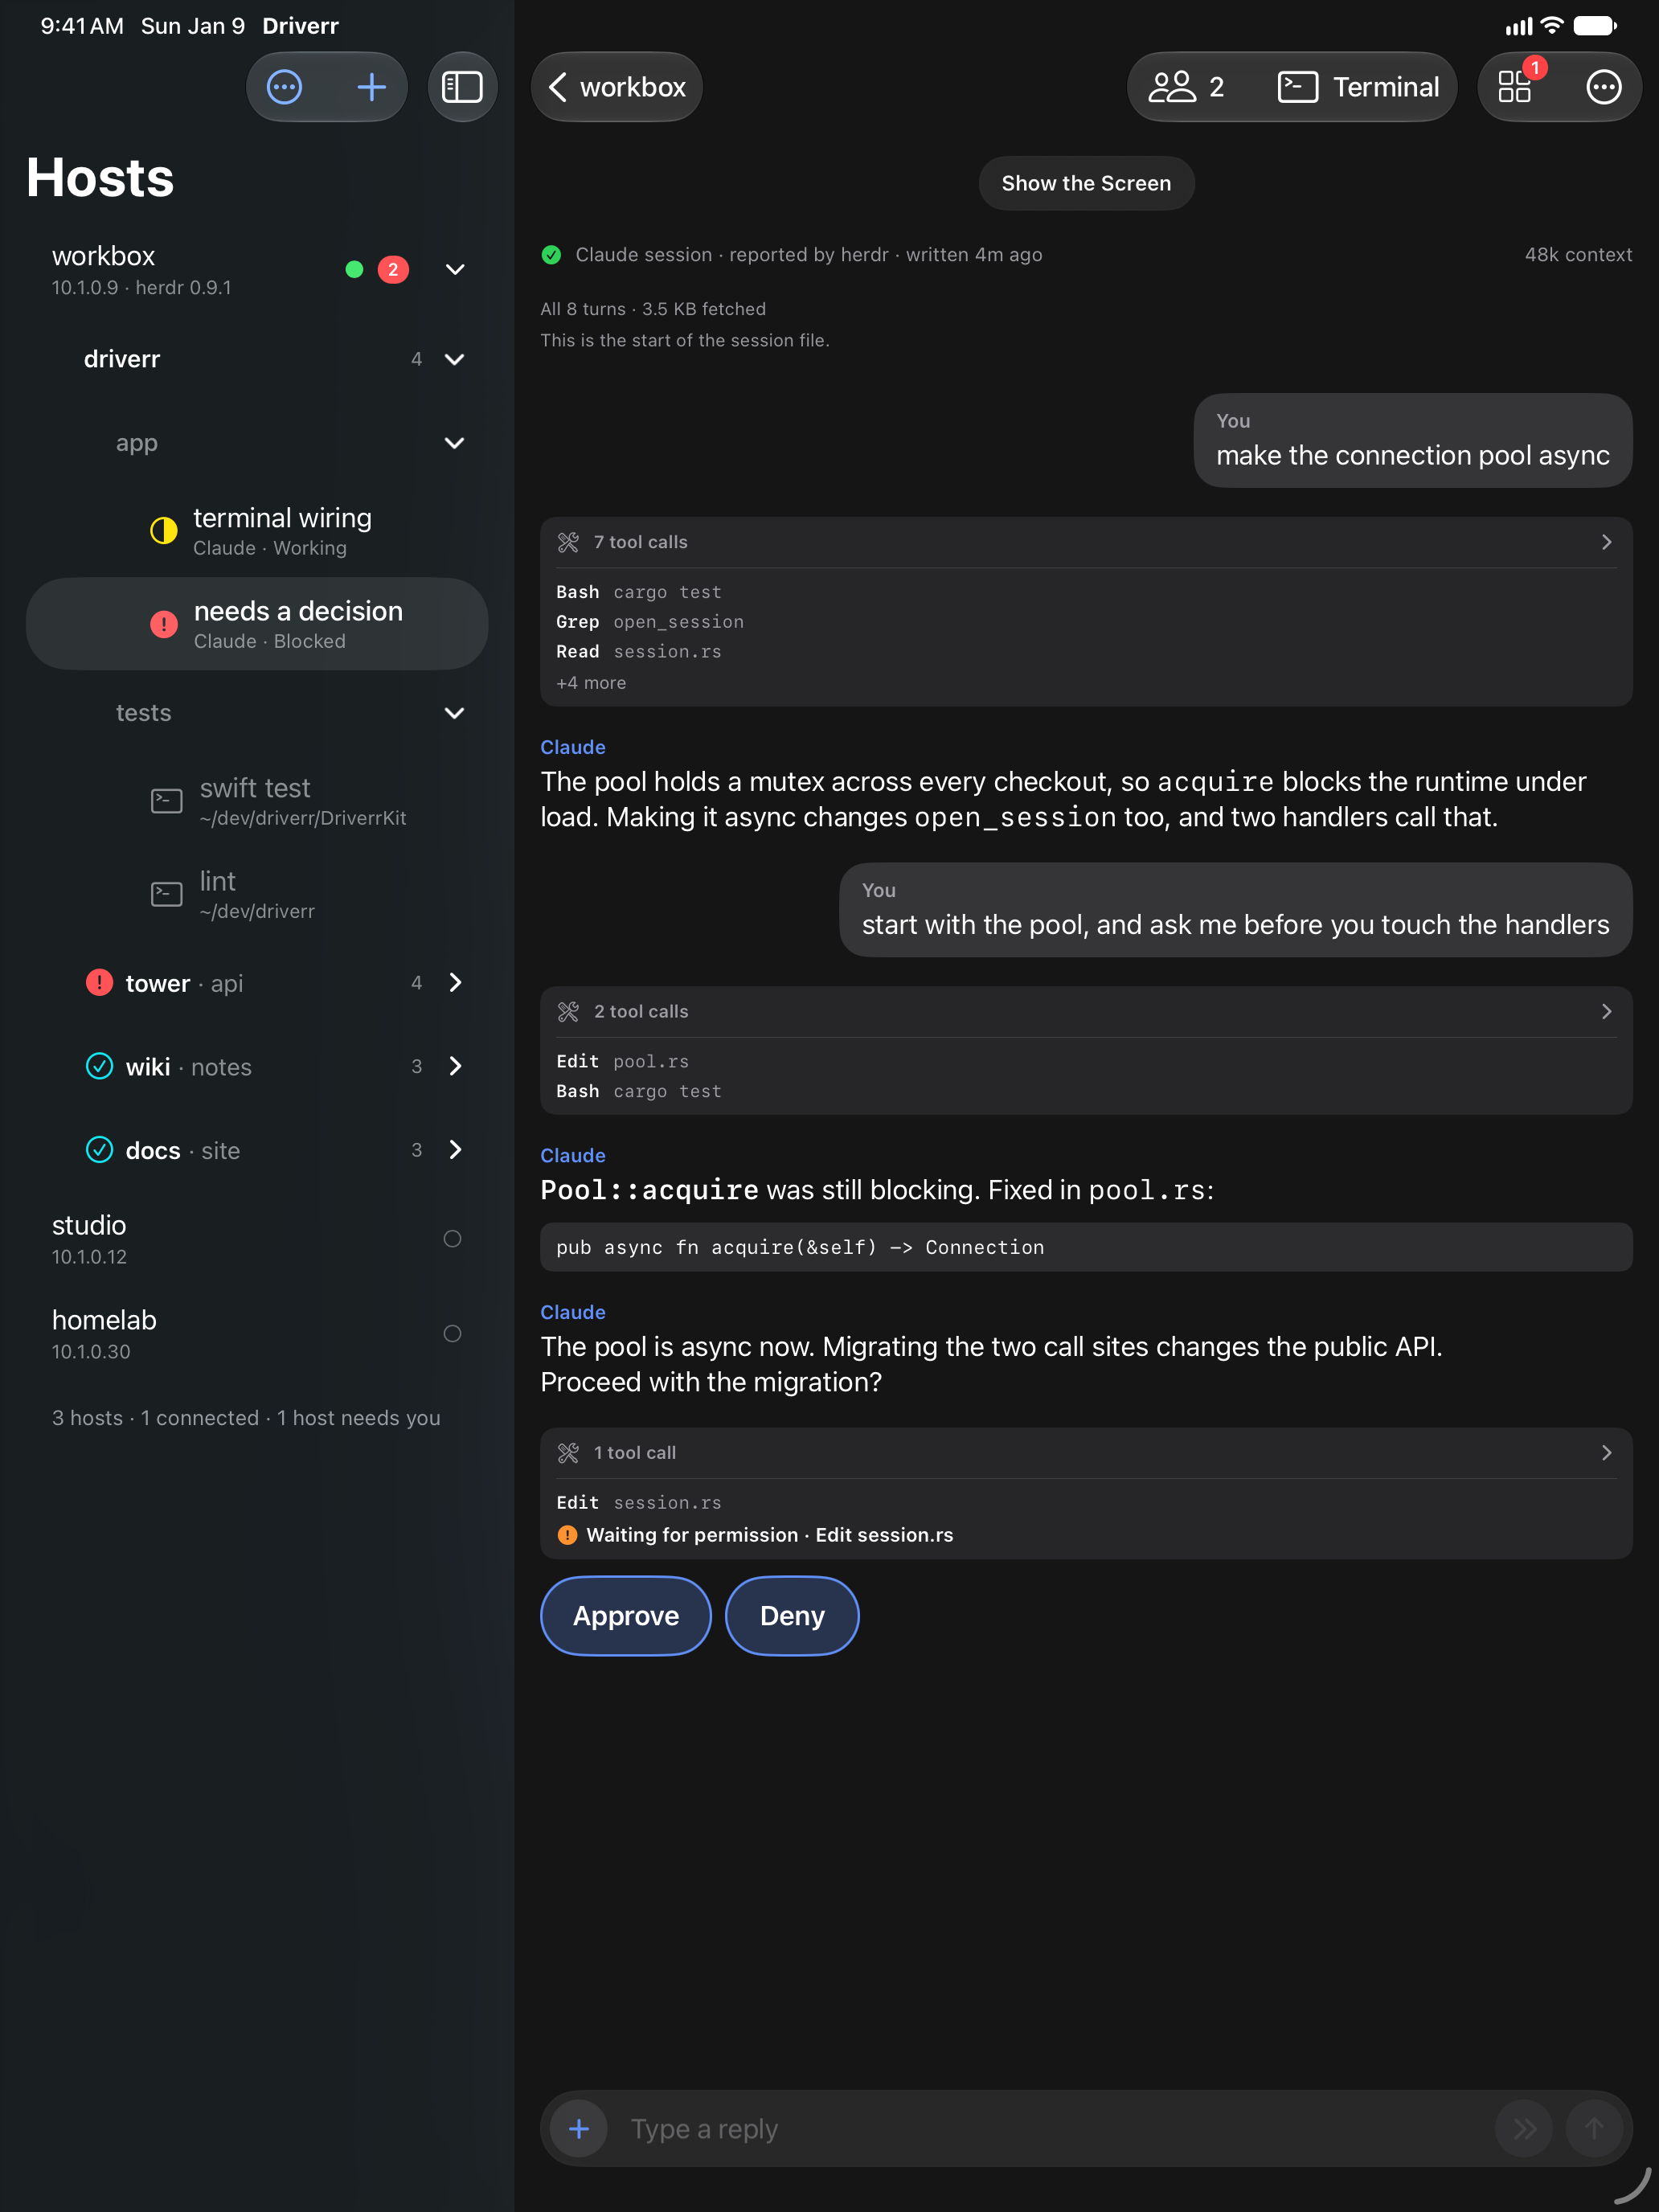 9:41 AM Sun Jan 9 Driverr
Hosts
workbox
10.1.0.9 · herdr 0.9.1
2
driverr
4
app
terminal wiring
Claude · Working
needs a decision
Claude · Blocked
tests
swift test
~/dev/driverr/DriverrKit
lint
~/dev/driverr
tower · api
4
wiki · notes
3
docs · site
3
studio
10.1.0.12
homelab
10.1.0.30
3 hosts · 1 connected · 1 host needs you
workbox
2
Terminal
1
Show the Screen
Claude session · reported by herdr · written 4m ago
48k context
All 8 turns · 3.5 KB fetched
This is the start of the session file.
You
make the connection pool async
7 tool calls
Bash cargo test
Grep open_session
Read session.rs
+4 more
Claude
The pool holds a mutex across every checkout, so acquire blocks the runtime under
load. Making it async changes open_session too, and two handlers call that.
You
start with the pool, and ask me before you touch the handlers
2 tool calls
Edit pool.rs
Bash cargo test
Claude
Pool::acquire was still blocking. Fixed in pool.rs:
pub async fn acquire(&self) -> Connection
Claude
The pool is async now. Migrating the two call sites changes the public API.
Proceed with the migration?
1 tool call
Edit session.rs
Waiting for permission · Edit session.rs
Approve
Deny
Type a reply